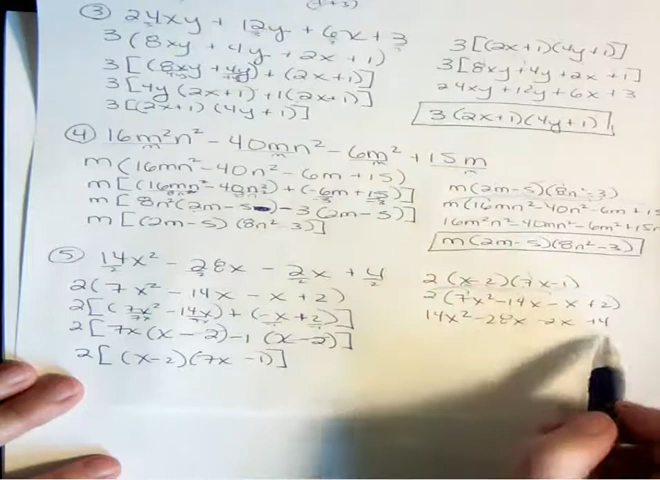 ③ 24xy + 12y + 6x + 3
3(8xy + 4y + 2x + 1)
3[(8xy + 4y) + (2x+1)]
3[4y(2x+1) + 1(2x+1)]
3[(2x+1)(4y+1)]
3[(2x+1)(4y+1)]
3[8xy+4y+2x+1]
24xy+12y+6x+3
3(2x+1)(4y+1)
④ 16m²n² - 40mn² - 6m² + 15m
m(16mn² - 40n² - 6m + 15)
m[(16mn² - 40n²) + (-6m + 15)]
m[8n²(2m-5) - 3(2m-5)]
m[(2m-5)(8n²-3)]
m(2m-5)(8n²-3)
m(16mn²-40n²-6m+15
16m²n²-40mn²-6m²+15m
m(2m-5)(8n²-3)
⑤ 14x² - 28x - 2x + 4
2(7x² - 14x - x + 2)
2[(7x² - 14x) + (-x + 2)]
2[7x(x-2) -1 (x-2)]
2[(x-2)(7x-1)]
2(x-2)(7x-1)
2(7x²-14x-x+2)
14x²-28x-2x+4